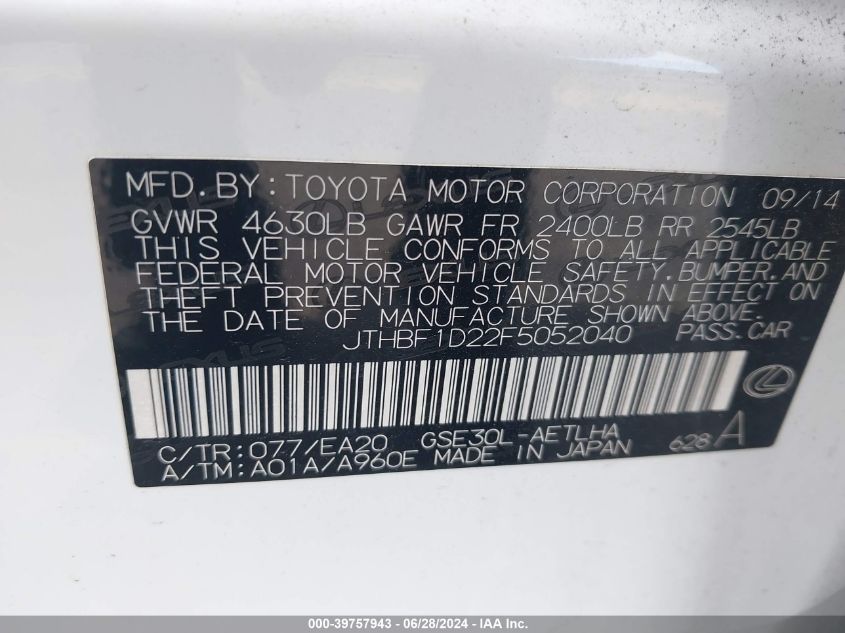 MFD. BY: TOYOTA MOTOR CORPORATION 09/14
GVWR 4630LB GAWR FR 2400LB RR 2545LB
THIS VEHICLE CONFORMS TO ALL APPLICABLE
FEDERAL MOTOR VEHICLE SAFETY.BUMPER.AND
THEFT PREVENTION STANDARDS IN EFFECT ON
THE DATE OF MANUFACTURE SHOWN ABOVE.
JTHBF1D22F5052040 PASS.CAR
C/TR:077/EA20 GSE30L-AETLHA
A/TM:A01A/A960E MADE IN JAPAN 628 A
000-39757943 / 06/28/2024 - © IAA Inc.